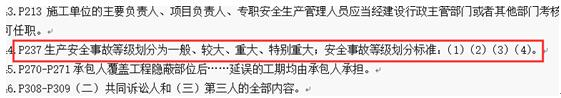 3. P213 施工单位的主要负责人、项目负责人、专职安全生产管理人员应当经建设行政主管部门或者其他部门考核
可任职。
4. P237 生产安全事故等级划分为一般、较大、重大、特别重大；安全事故等级划分标准：(1)(2)(3)(4)。
5. P270-P271 承包人覆盖工程隐蔽部位后……延误的工期均由承包人承担。
6. P308-P309（二）共同诉讼人和（三）第三人的全部内容。